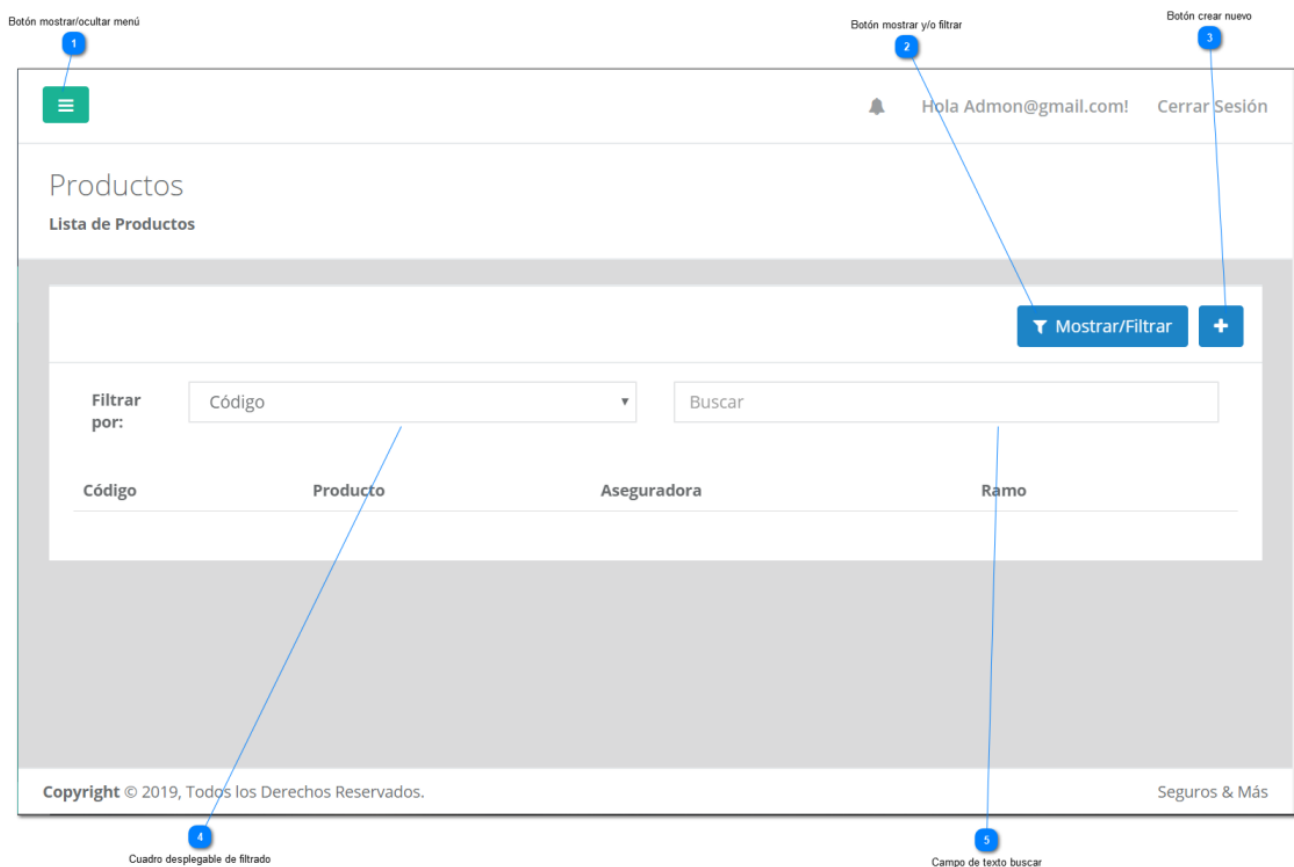 Botón mostrar/ocultar menú
1
Botón mostrar y/o filtrar
2
Botón crear nuevo
3
Hola Admon@gmail.com!
Cerrar Sesión
Productos
Lista de Productos
Mostrar/Filtrar
Filtrar
por:
Código
Buscar
Código Producto Aseguradora Ramo
Copyright © 2019, Todos los Derechos Reservados.
Seguros & Más
4
Cuadro desplegable de filtrado
5
Campo de texto buscar